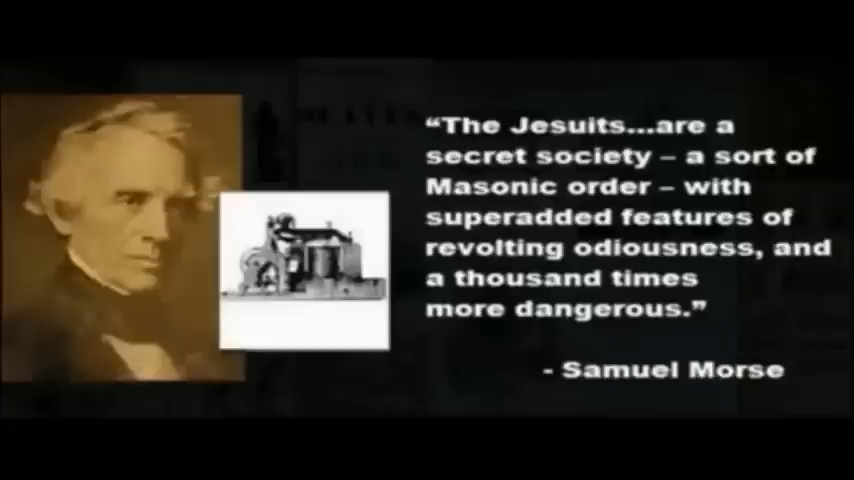 “The Jesuits...are a
secret society – a sort of
Masonic order – with
superadded features of
revolting odiousness, and
a thousand times
more dangerous.”
- Samuel Morse